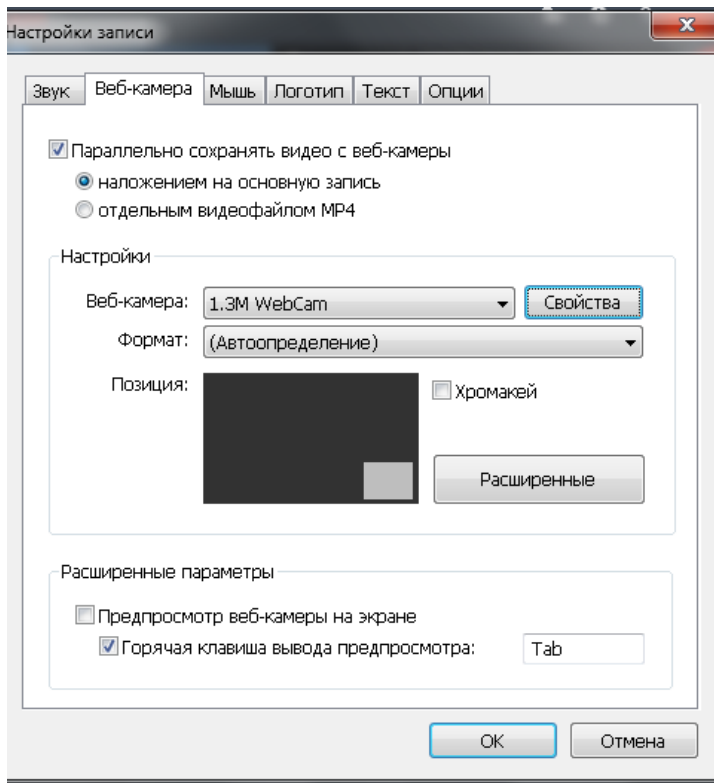 Настройки записи
Звук Веб-камера Мышь Логотип Текст Опции
Параллельно сохранять видео с веб-камеры
наложением на основную запись
отдельным видеофайлом MP4
Настройки
Веб-камера: 1.3M WebCam Свойства
Формат: (Автоопределение)
Позиция: Хромакей
Расширенные
Расширенные параметры
Предпросмотр веб-камеры на экране
Горячая клавиша вывода предпросмотра: Tab
OK Отмена